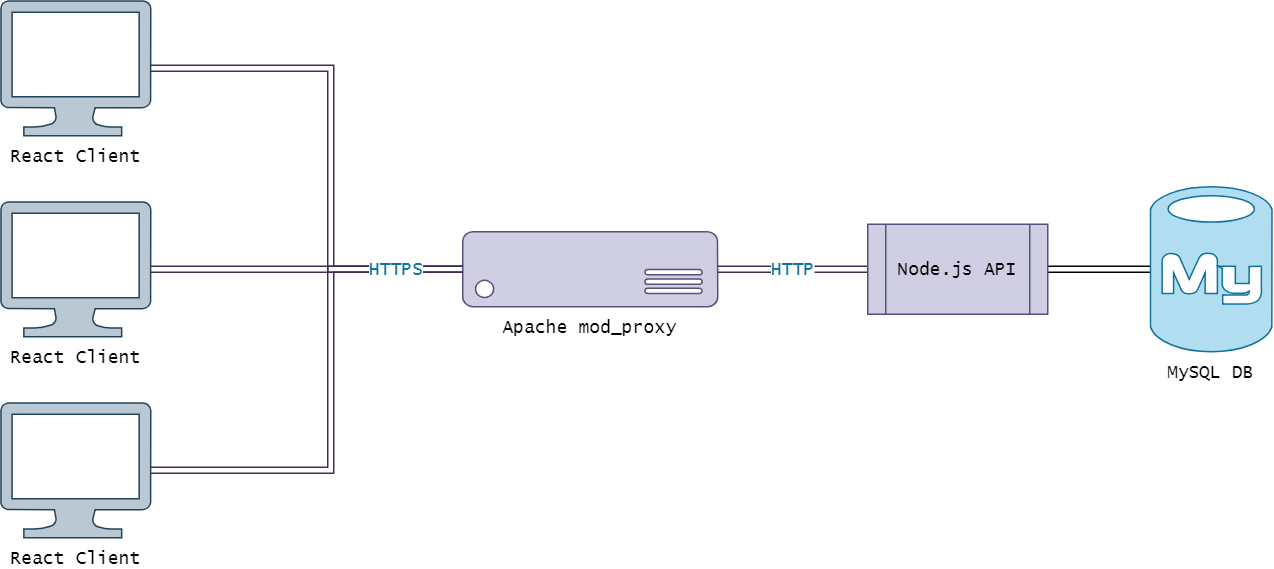 React Client
React Client
React Client
HTTPS
Apache mod_proxy
HTTP
Node.js API
My
MySQL DB